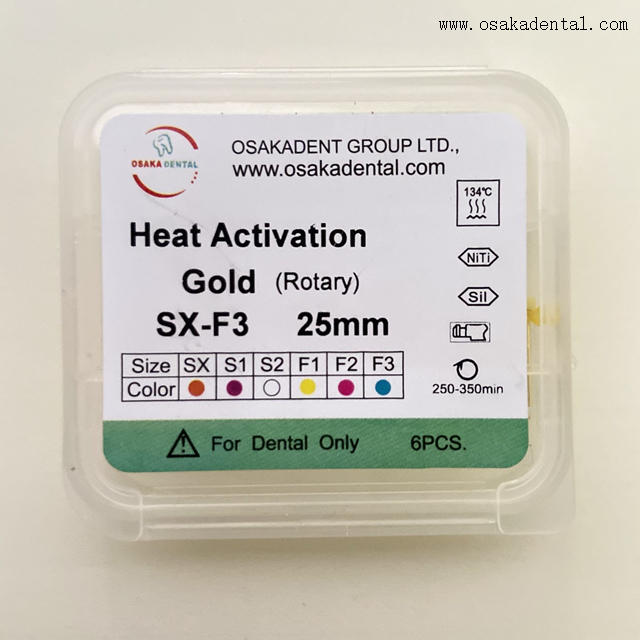 www.osakadental.com
OSAKA DENTAL
OSAKADENT GROUP LTD.,
www.osakadental.com
134℃
Heat Activation
Gold (Rotary)
NiTi
Sil
SX-F3 25mm
Size SX S1 S2 F1 F2 F3
Color
250-350min
For Dental Only 6PCS.